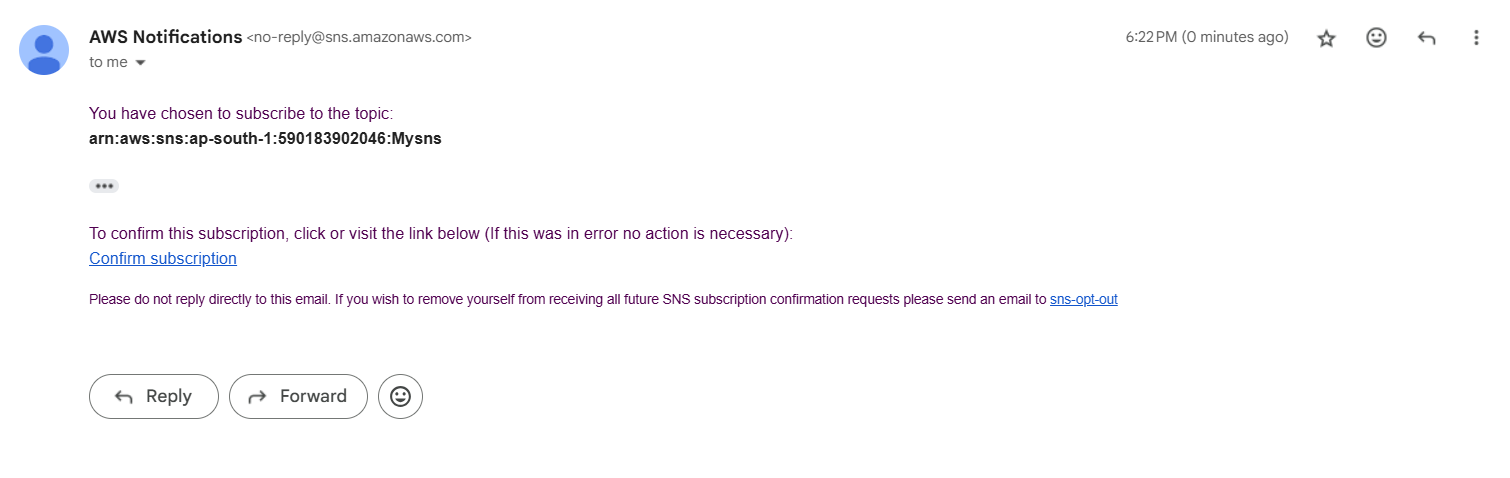 AWS Notifications <no-reply@sns.amazonaws.com>
6:22 PM (0 minutes ago)
to me
You have chosen to subscribe to the topic:
arn:aws:sns:ap-south-1:590183902046:Mysns
To confirm this subscription, click or visit the link below (If this was in error no action is necessary):
Confirm subscription
Please do not reply directly to this email. If you wish to remove yourself from receiving all future SNS subscription confirmation requests please send an email to sns-opt-out
Reply
Forward